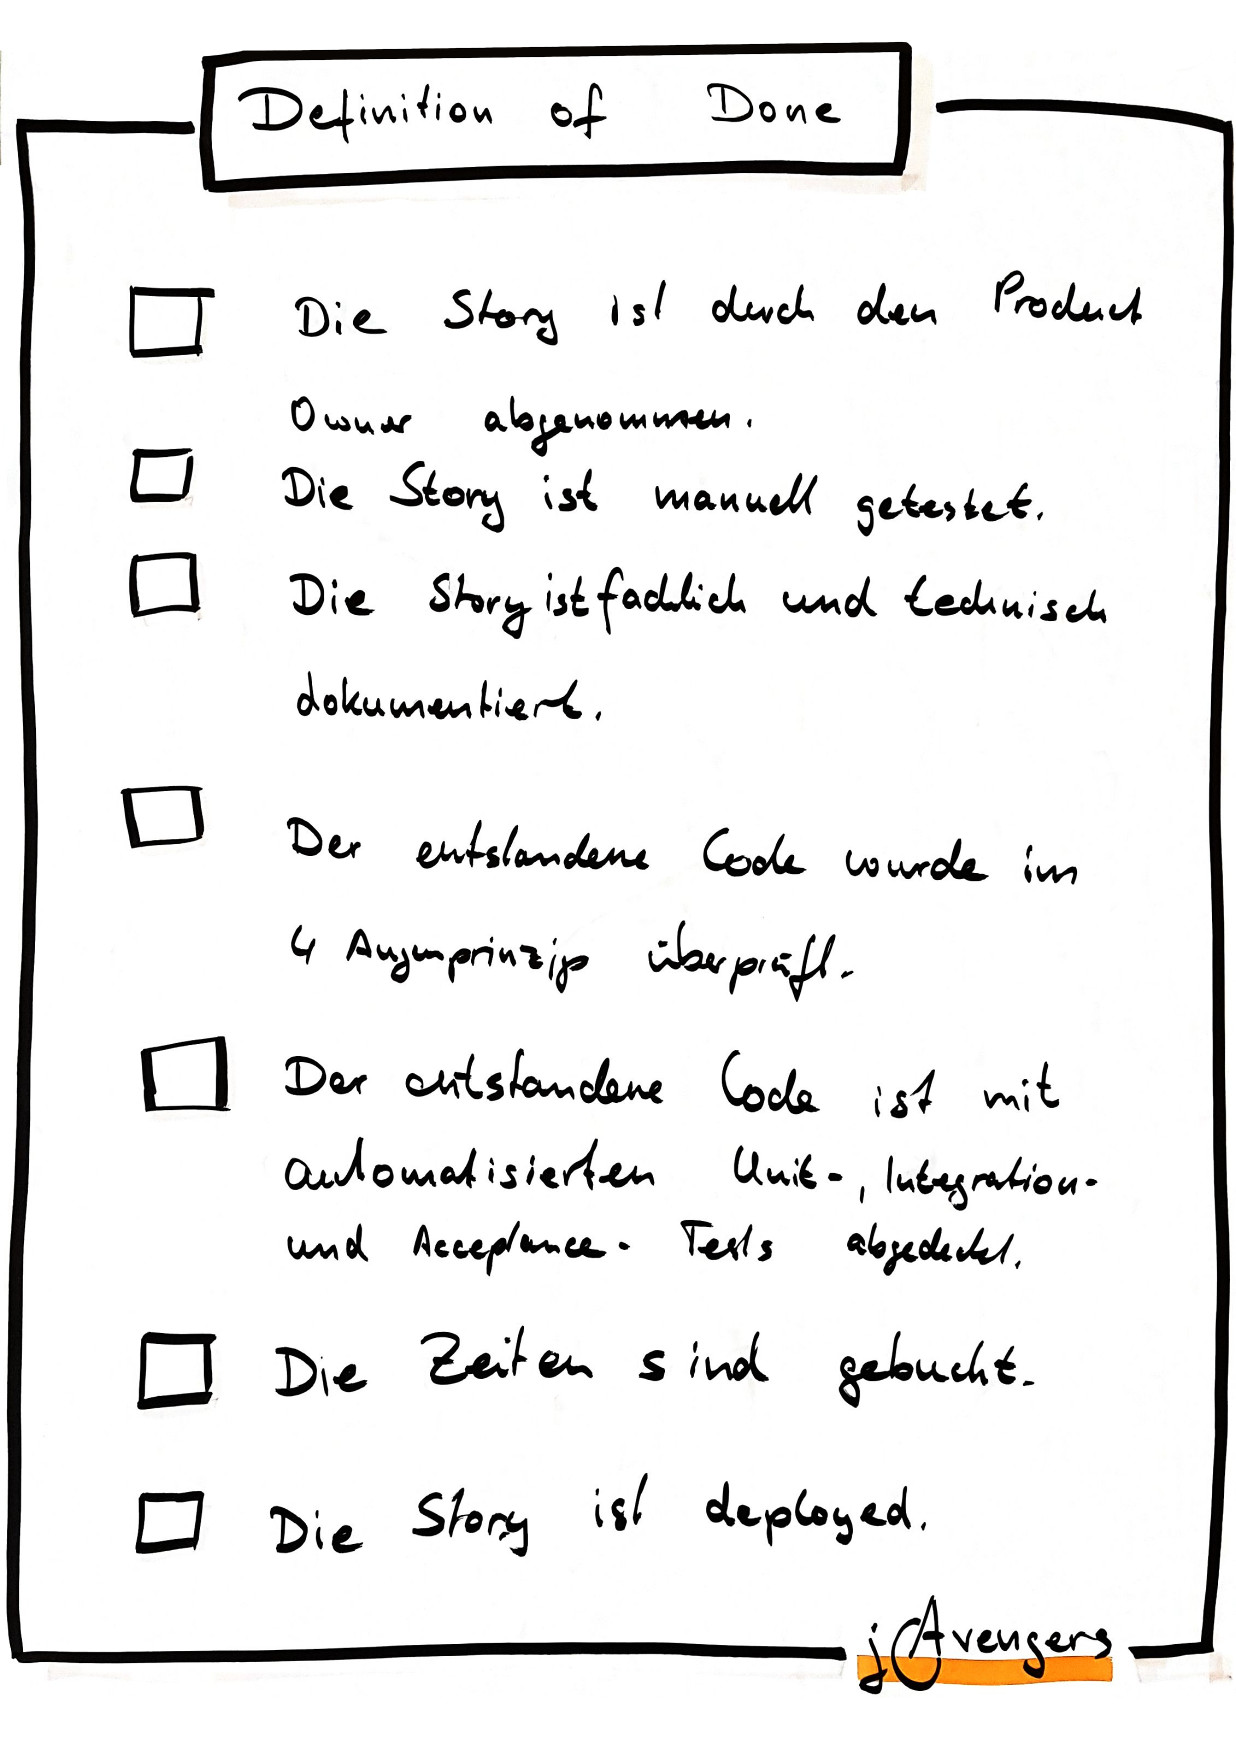 Definition of Done
Die Story ist durch den Product
Owner abgenommen.
Die Story ist manuell getestet.
Die Story ist fachlich und technisch
dokumentiert.
Der entstandene Code wurde im
4 Augenprinzip überprüft.
Der entstandene Code ist mit
automatisierten Unit-, Integration-
und Acceptance- Tests abgedeckt.
Die Zeiten sind gebucht.
Die Story ist deployed.
jAvengers